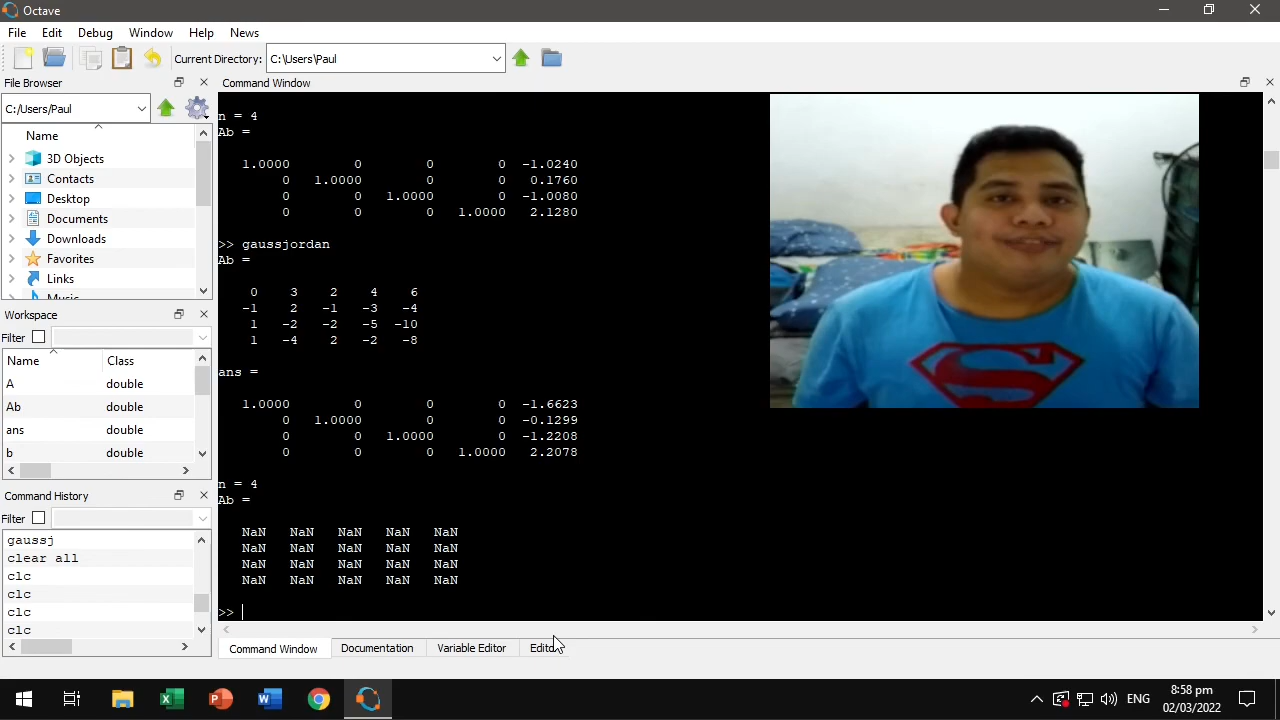 Octave
File Edit Debug Window Help News
Current Directory: C:\Users\Paul
File Browser
C:/Users/Paul
Name
3D Objects
Contacts
Desktop
Documents
Downloads
Favorites
Links
Music
Workspace
Filter
Name Class
A double
Ab double
ans double
b double
Command History
Filter
gaussj
clear all
clc
clc
clc
clc
Command Window
n = 4
Ab =
1.0000 0 0 0 -1.0240
0 1.0000 0 0 0.1760
0 0 1.0000 0 -1.0080
0 0 0 1.0000 2.1280
>> gaussjordan
Ab =
0 3 2 4 6
-1 2 -1 -3 -4
1 -2 -2 -5 -10
1 -4 2 -2 -8
ans =
1.0000 0 0 0 -1.6623
0 1.0000 0 0 -0.1299
0 0 1.0000 0 -1.2208
0 0 0 1.0000 2.2078
n = 4
Ab =
NaN NaN NaN NaN NaN
NaN NaN NaN NaN NaN
NaN NaN NaN NaN NaN
NaN NaN NaN NaN NaN
>>
Command Window Documentation Variable Editor Editor
S
ENG
8:58 pm
02/03/2022